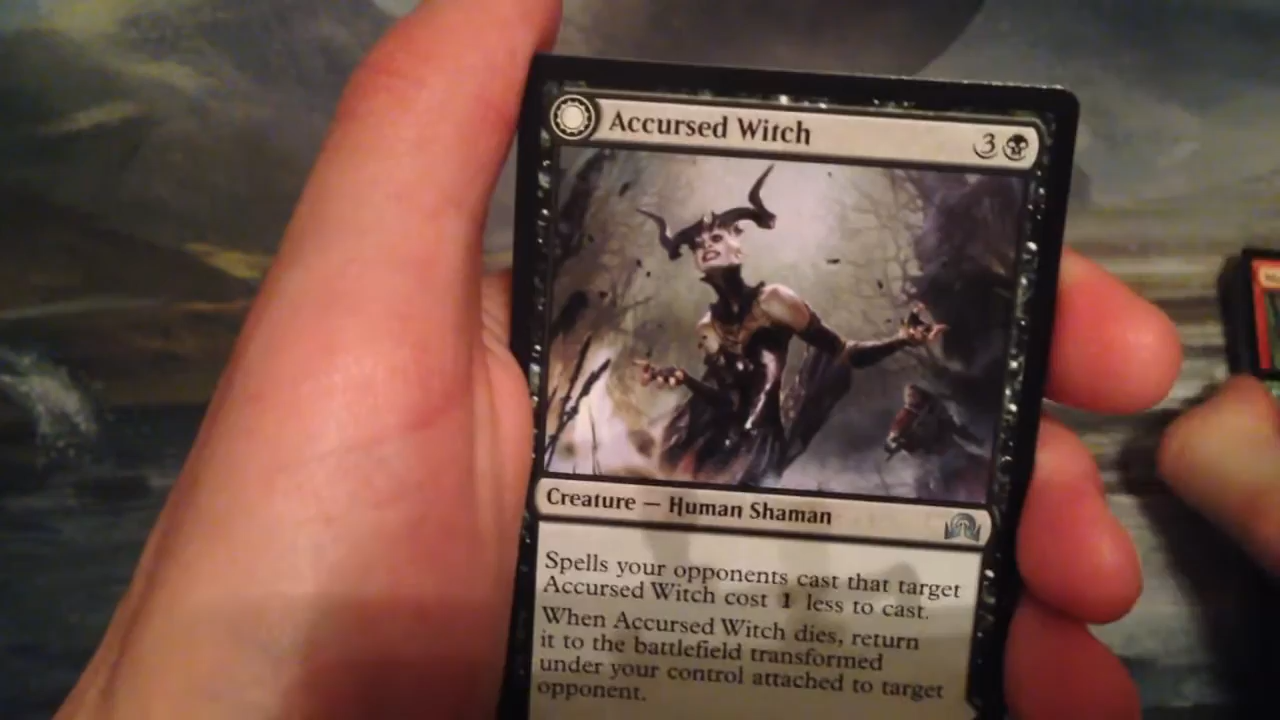 Accursed Witch 3
Creature — Human Shaman
Spells your opponents cast that target
Accursed Witch cost 1 less to cast.
When Accursed Witch dies, return
it to the battlefield transformed
under your control attached to target
opponent.